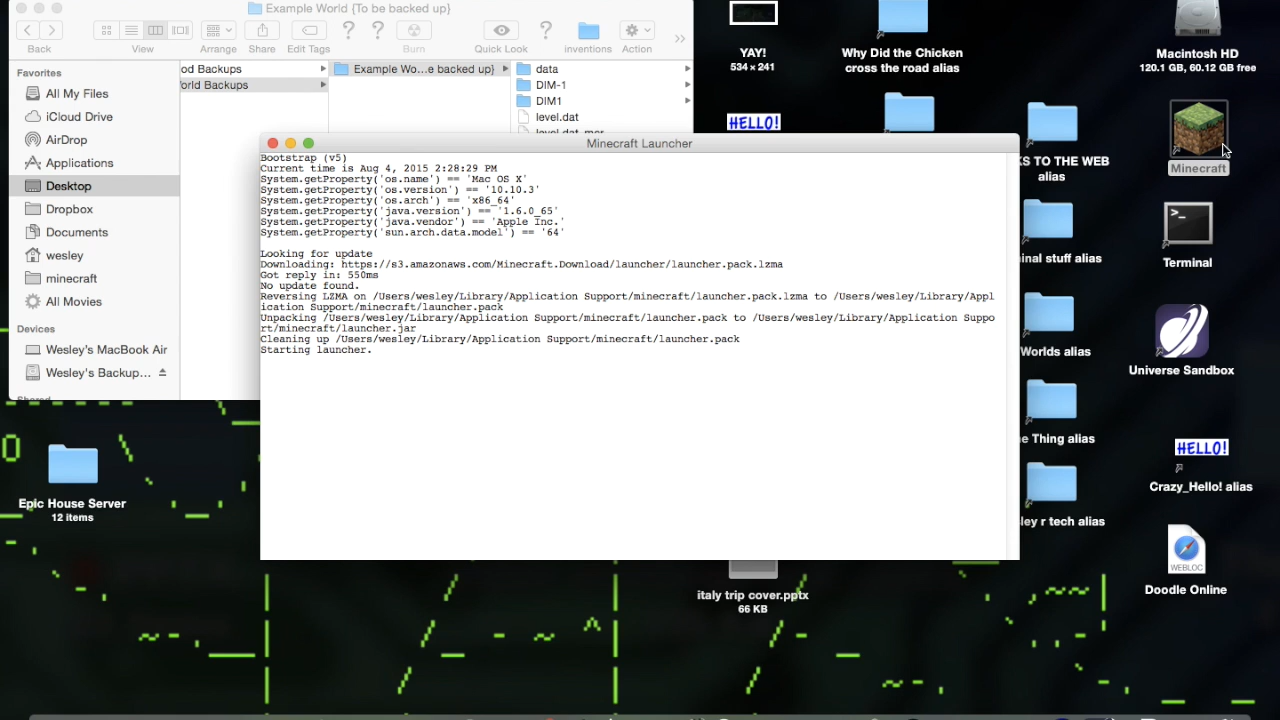 Example World {To be backed up}
Back
View
Arrange
Share
Edit Tags
Burn
Quick Look
inventions
Action
Favorites
All My Files
iCloud Drive
AirDrop
Applications
Desktop
Dropbox
Documents
wesley
minecraft
All Movies
Devices
Wesley's MacBook Air
Wesley's Backup...
od Backups
orld Backups
Example Wo...e backed up}
data
DIM-1
DIM1
level.dat
level.dat_mcr
Minecraft Launcher
Bootstrap (v5)
Current time is Aug 4, 2015 2:28:29 PM
System.getProperty('os.name') == 'Mac OS X'
System.getProperty('os.version') == '10.10.3'
System.getProperty('os.arch') == 'x86_64'
System.getProperty('java.version') == '1.6.0_65'
System.getProperty('java.vendor') == 'Apple Inc.'
System.getProperty('sun.arch.data.model') == '64'
Looking for update
Downloading: https://s3.amazonaws.com/Minecraft.Download/launcher/launcher.pack.lzma
Got reply in: 550ms
No update found.
Reversing LZMA on /Users/wesley/Library/Application Support/minecraft/launcher.pack.lzma to /Users/wesley/Library/Appl
ication Support/minecraft/launcher.pack
Unpacking /Users/wesley/Library/Application Support/minecraft/launcher.pack to /Users/wesley/Library/Application Suppo
rt/minecraft/launcher.jar
Cleaning up /Users/wesley/Library/Application Support/minecraft/launcher.pack
Starting launcher.
YAY!
534 × 241
HELLO!
Why Did the Chicken
cross the road alias
Macintosh HD
120.1 GB, 60.12 GB free
KS TO THE WEB
alias
Minecraft
inal stuff alias
Terminal
Worlds alias
Universe Sandbox
e Thing alias
HELLO!
Crazy_Hello! alias
ley r tech alias
WEBLOC
Doodle Online
Epic House Server
12 items
italy trip cover.pptx
66 KB